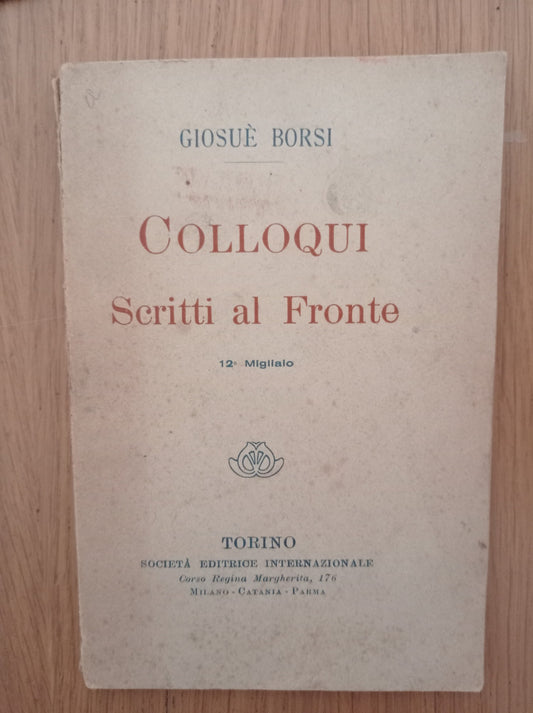 GIOSUÈ BORSI
COLLOQUI
Scritti al Fronte
12° Migliaio
TORINO
SOCIETÀ EDITRICE INTERNAZIONALE
Corso Regina Margherita, 176
MILANO - CATANIA - PARMA